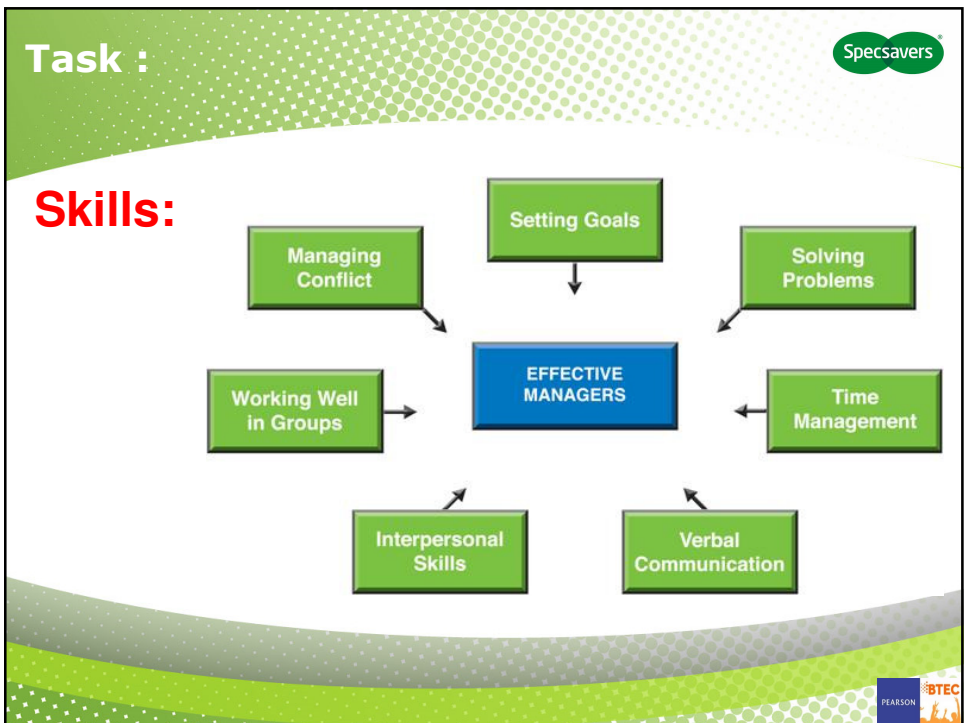 Task :
Specsavers
Skills:
Setting Goals
Managing
Conflict
Solving
Problems
EFFECTIVE
MANAGERS
Working Well
in Groups
Time
Management
Interpersonal
Skills
Verbal
Communication
PEARSON
BTEC